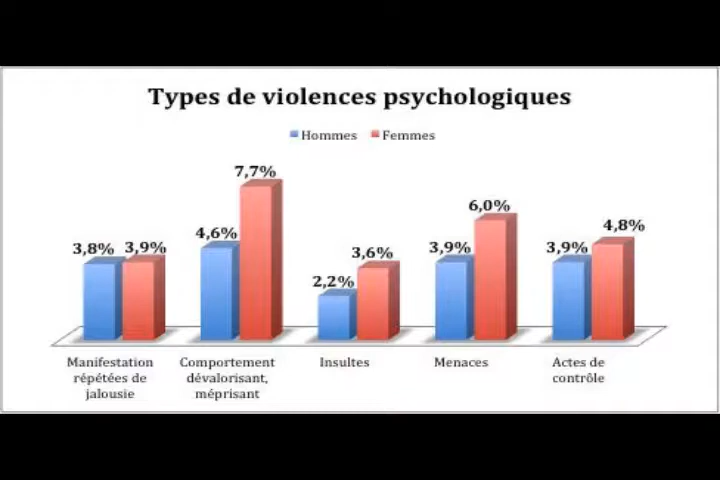 Types de violences psychologiques
Hommes Femmes
7,7%
6,0%
4,6% 4,8%
3,8% 3,9% 3,6% 3,9% 3,9%
2,2%
Manifestation Comportement Insultes Menaces Actes de
répétées de dévalorisant, contrôle
jalousie méprisant